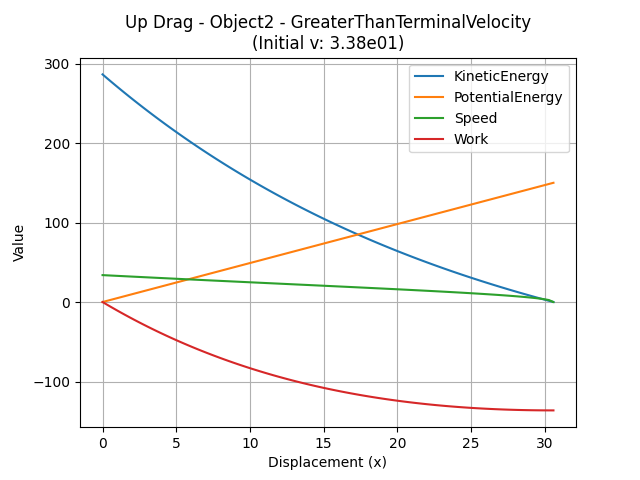 Up Drag - Object2 - GreaterThanTerminalVelocity
(Initial v: 3.38e01)
KineticEnergy
PotentialEnergy
Speed
Work
Value
300
200
100
0
−100
0 5 10 15 20 25 30
Displacement (x)